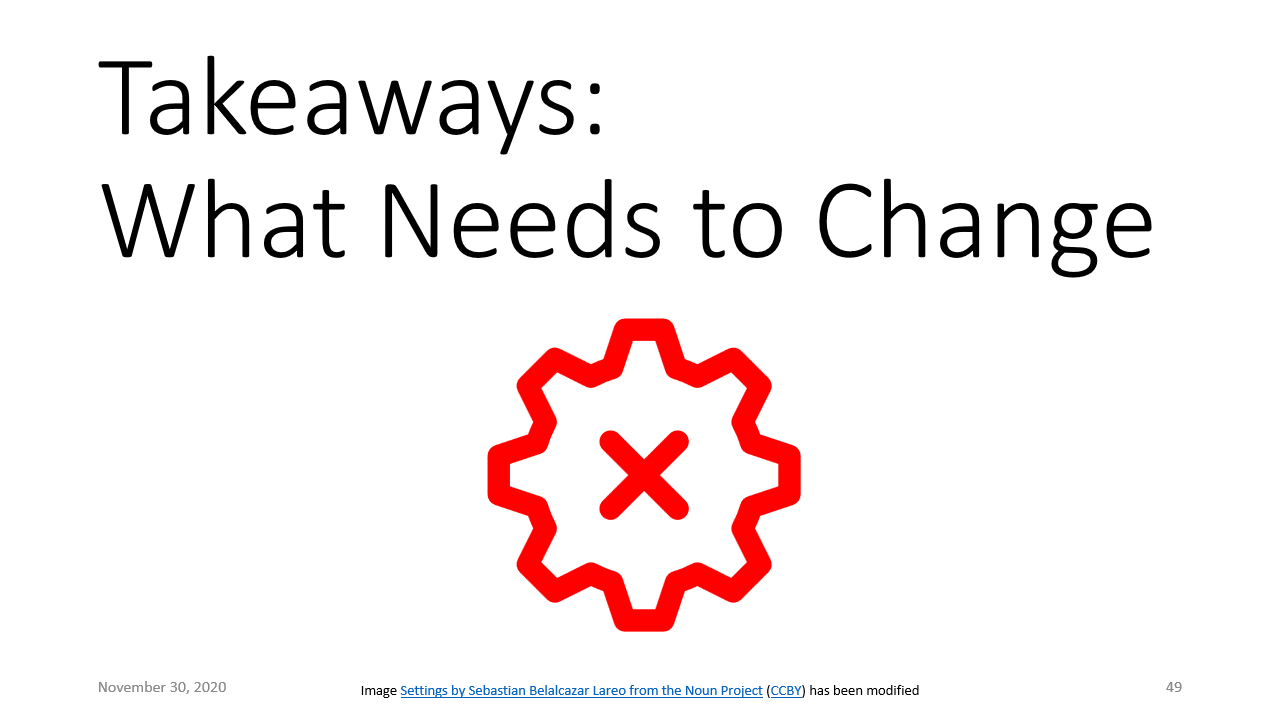 Takeaways:
What Needs to Change
November 30, 2020
Image Settings by Sebastian Belalcazar Lareo from the Noun Project (CCBY) has been modified
49